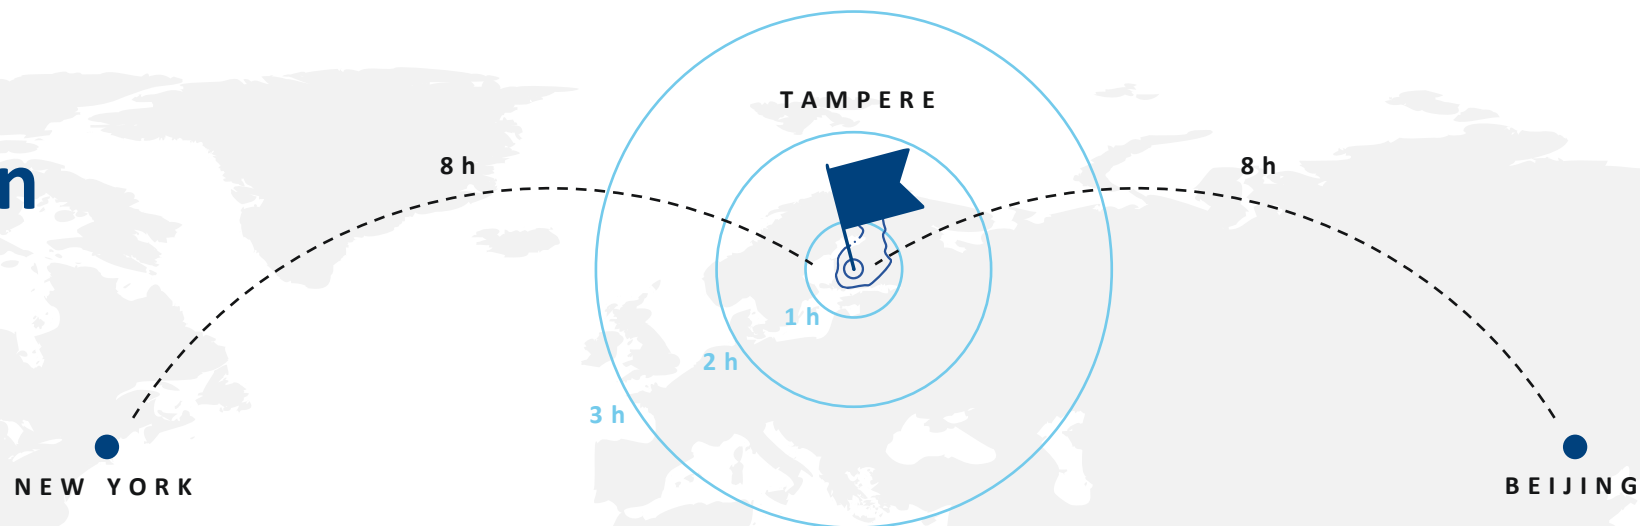 TAMPERE
8 h
8 h
n
1 h
2 h
3 h
NEW YORK
BEIJING